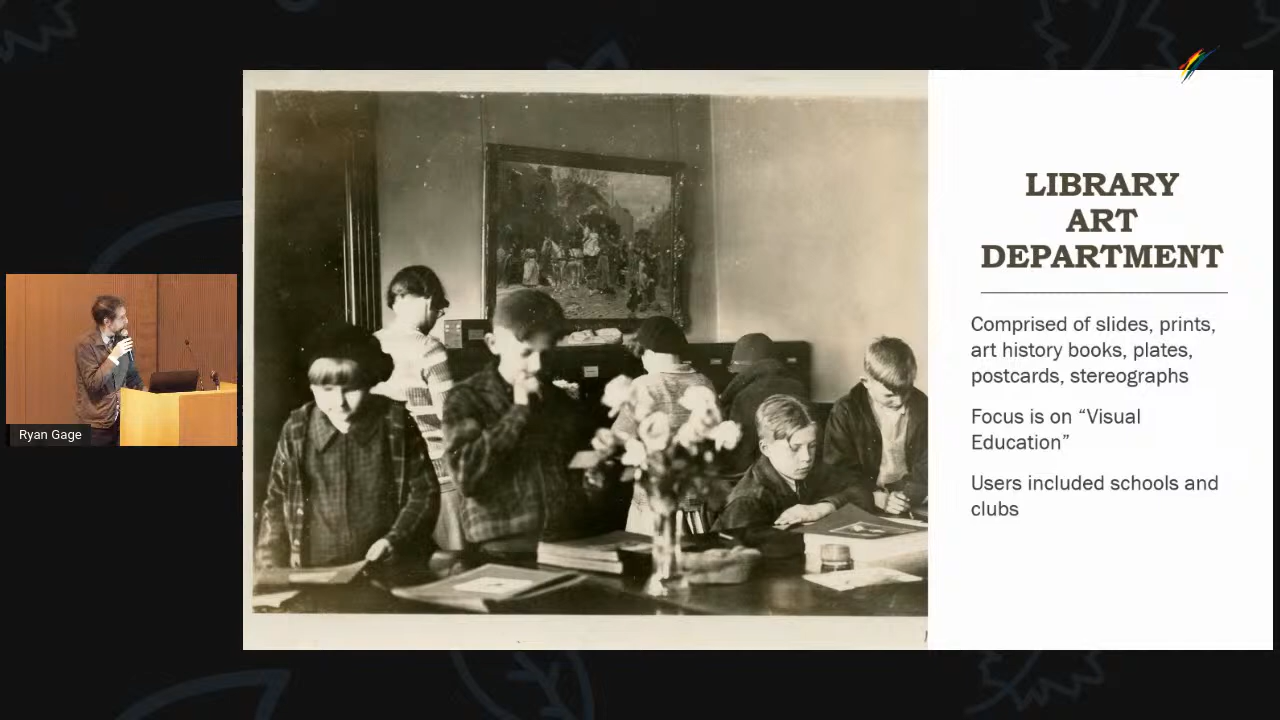 LIBRARY
ART
DEPARTMENT
Comprised of slides, prints,
art history books, plates,
postcards, stereographs
Focus is on “Visual
Education”
Users included schools and
clubs
Ryan Gage